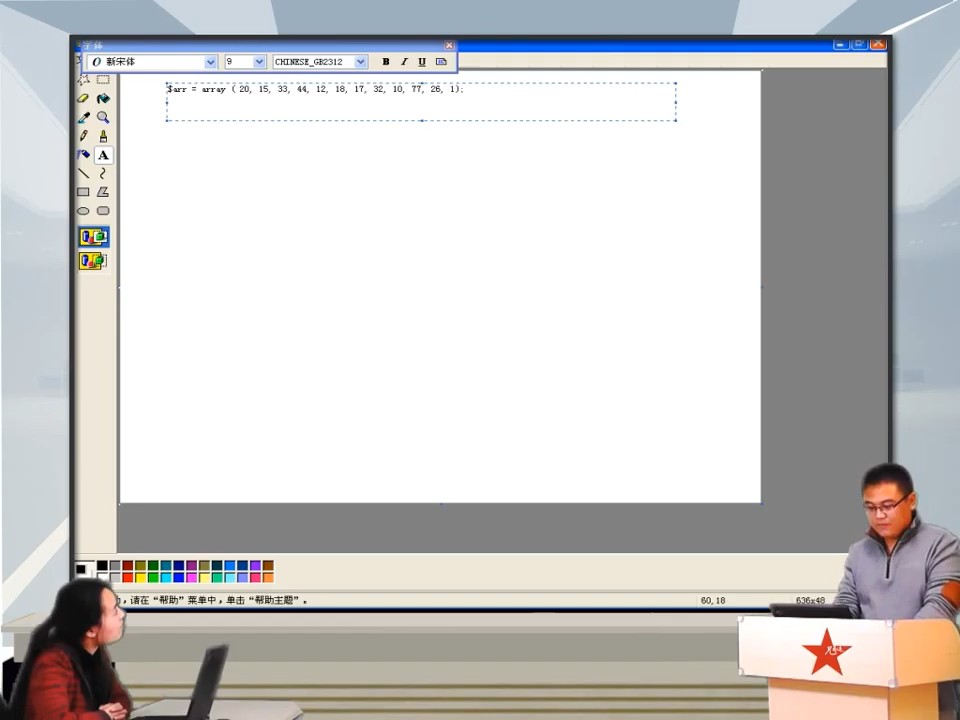 字体
新宋体
9
CHINESE_GB2312
B
I
U
$arr = array ( 20, 15, 33, 44, 12, 18, 17, 32, 10, 77, 26, 1);
A
，请在“帮助”菜单中，单击“帮助主题”。
60,18
636x48